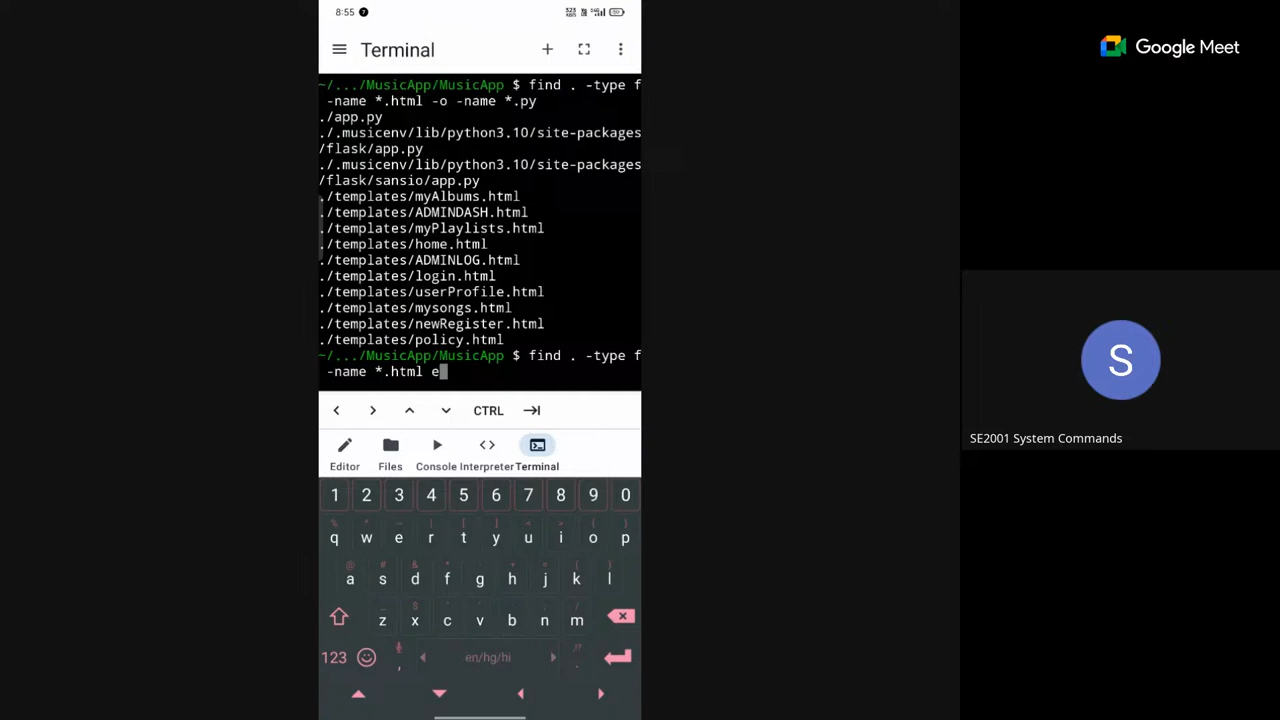 8:55
Google Meet
Terminal
~/.../MusicApp/MusicApp $ find . -type f
-name *.html -o -name *.py
./app.py
./.musicenv/lib/python3.10/site-packages
/flask/app.py
./.musicenv/lib/python3.10/site-packages
/flask/sansio/app.py
./templates/myAlbums.html
./templates/ADMINDASH.html
./templates/myPlaylists.html
./templates/home.html
./templates/ADMINLOG.html
./templates/login.html
./templates/userProfile.html
./templates/mysongs.html
./templates/newRegister.html
./templates/policy.html
~/.../MusicApp/MusicApp $ find . -type f
-name *.html e
CTRL
Editor Files Console Interpreter Terminal
1 2 3 4 5 6 7 8 9 0
q w e r t y u i o p
a s d f g h j k l
z x c v b n m
123 , en/hg/hi .
S
SE2001 System Commands